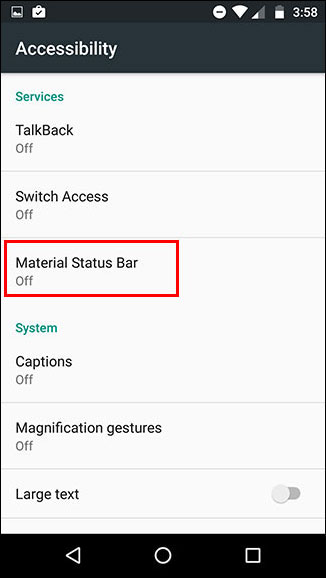 3:58
Accessibility
Services
TalkBack
Off
Switch Access
Off
Material Status Bar
Off
System
Captions
Off
Magnification gestures
Off
Large text